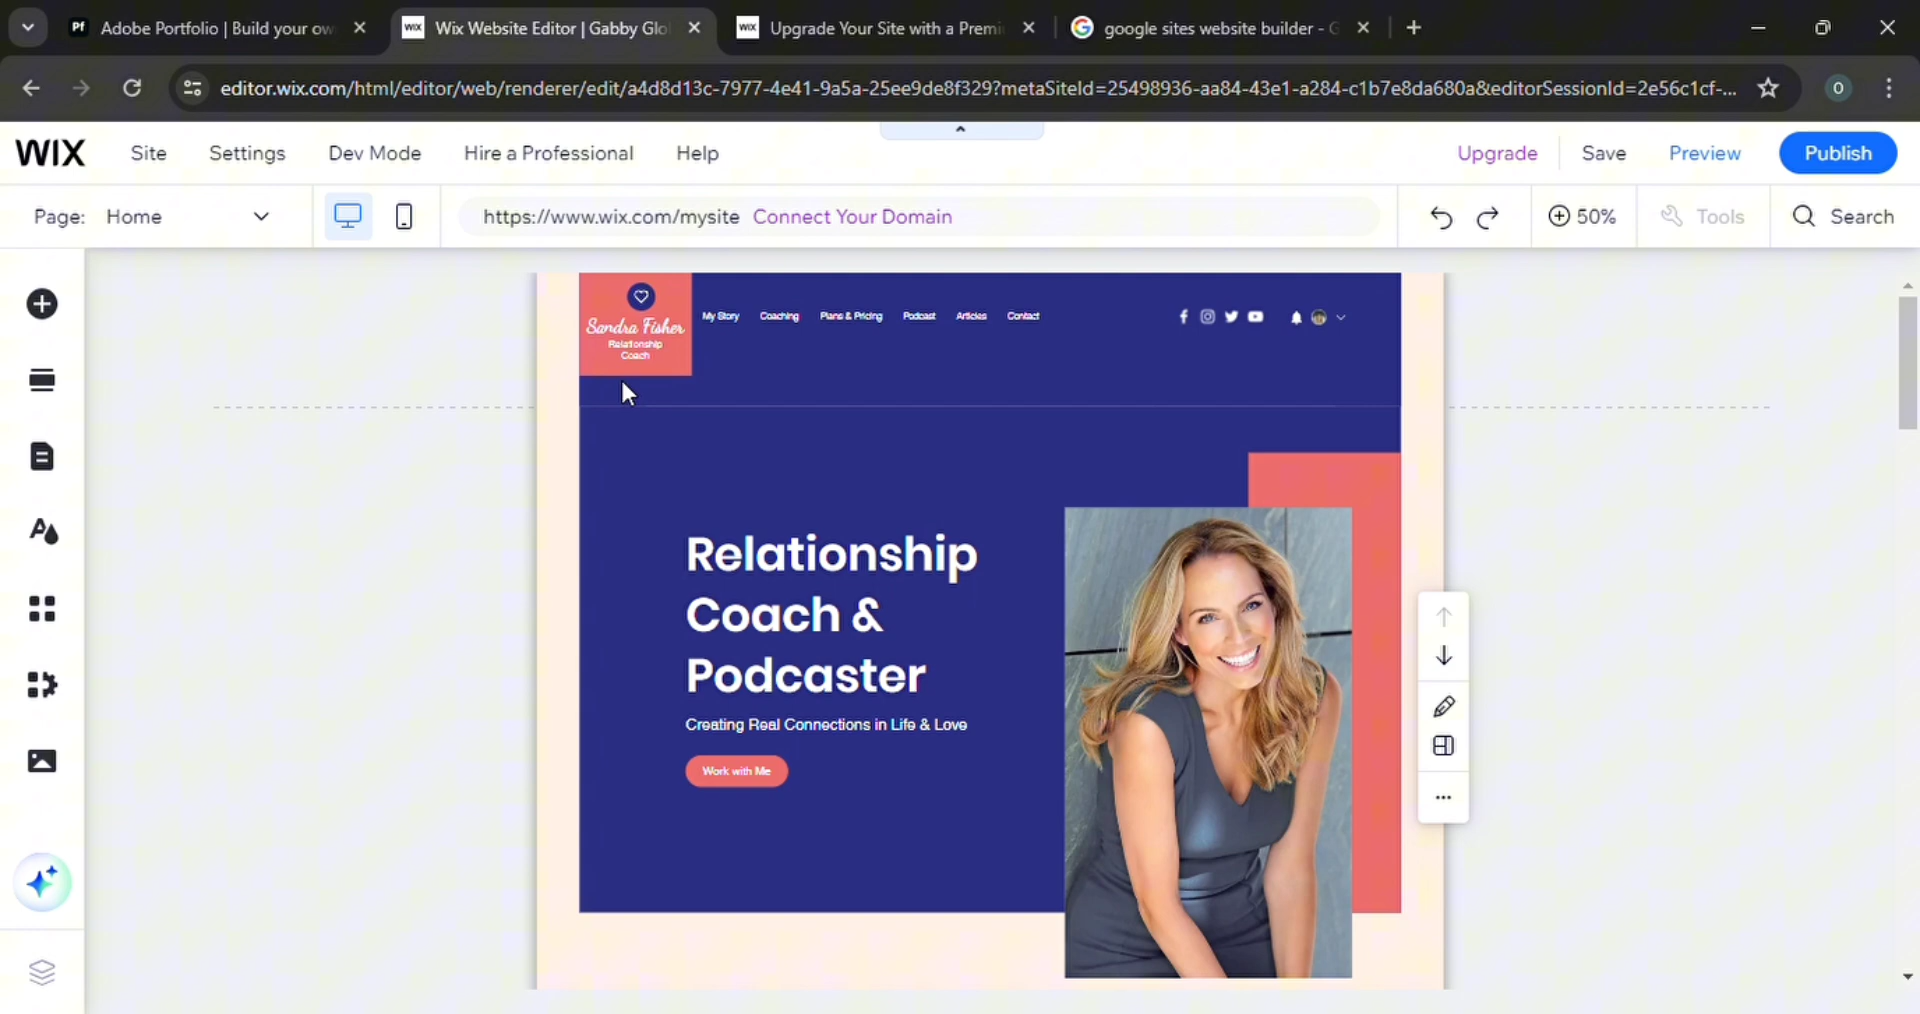 Pf Adobe Portfolio | Build your ow
WIX Wix Website Editor | Gabby Glo
WIX Upgrade Your Site with a Premi
google sites website builder - G
editor.wix.com/html/editor/web/renderer/edit/a4d8d13c-7977-4e41-9a5a-25ee9de8f329?metaSiteId=25498936-aa84-43e1-a284-c1b7e8da680a&editorSessionId=2e56c1cf-...
O
WIX Site Settings Dev Mode Hire a Professional Help Upgrade Save Preview Publish
Page: Home https://www.wix.com/mysite Connect Your Domain 50% Tools Search
Sandra Fisher
Relationship
Coach
My Story Coaching Plans & Pricing Podcast Articles Contact
Relationship
Coach &
Podcaster
Creating Real Connections in Life & Love
Work with Me